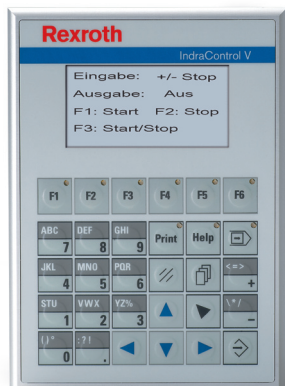 Rexroth
IndraControl V
Eingabe: +/- Stop
Ausgabe: Aus
F1: Start F2: Stop
F3: Start/Stop
F1 F2 F3 F4 F5 F6
ABC 7 DEF 8 GHI 9 Print Help
JKL 4 MNO 5 PQR 6 <=> +
STU 1 VWX 2 YZ% 3 \*/ −
()° 0 :?! .